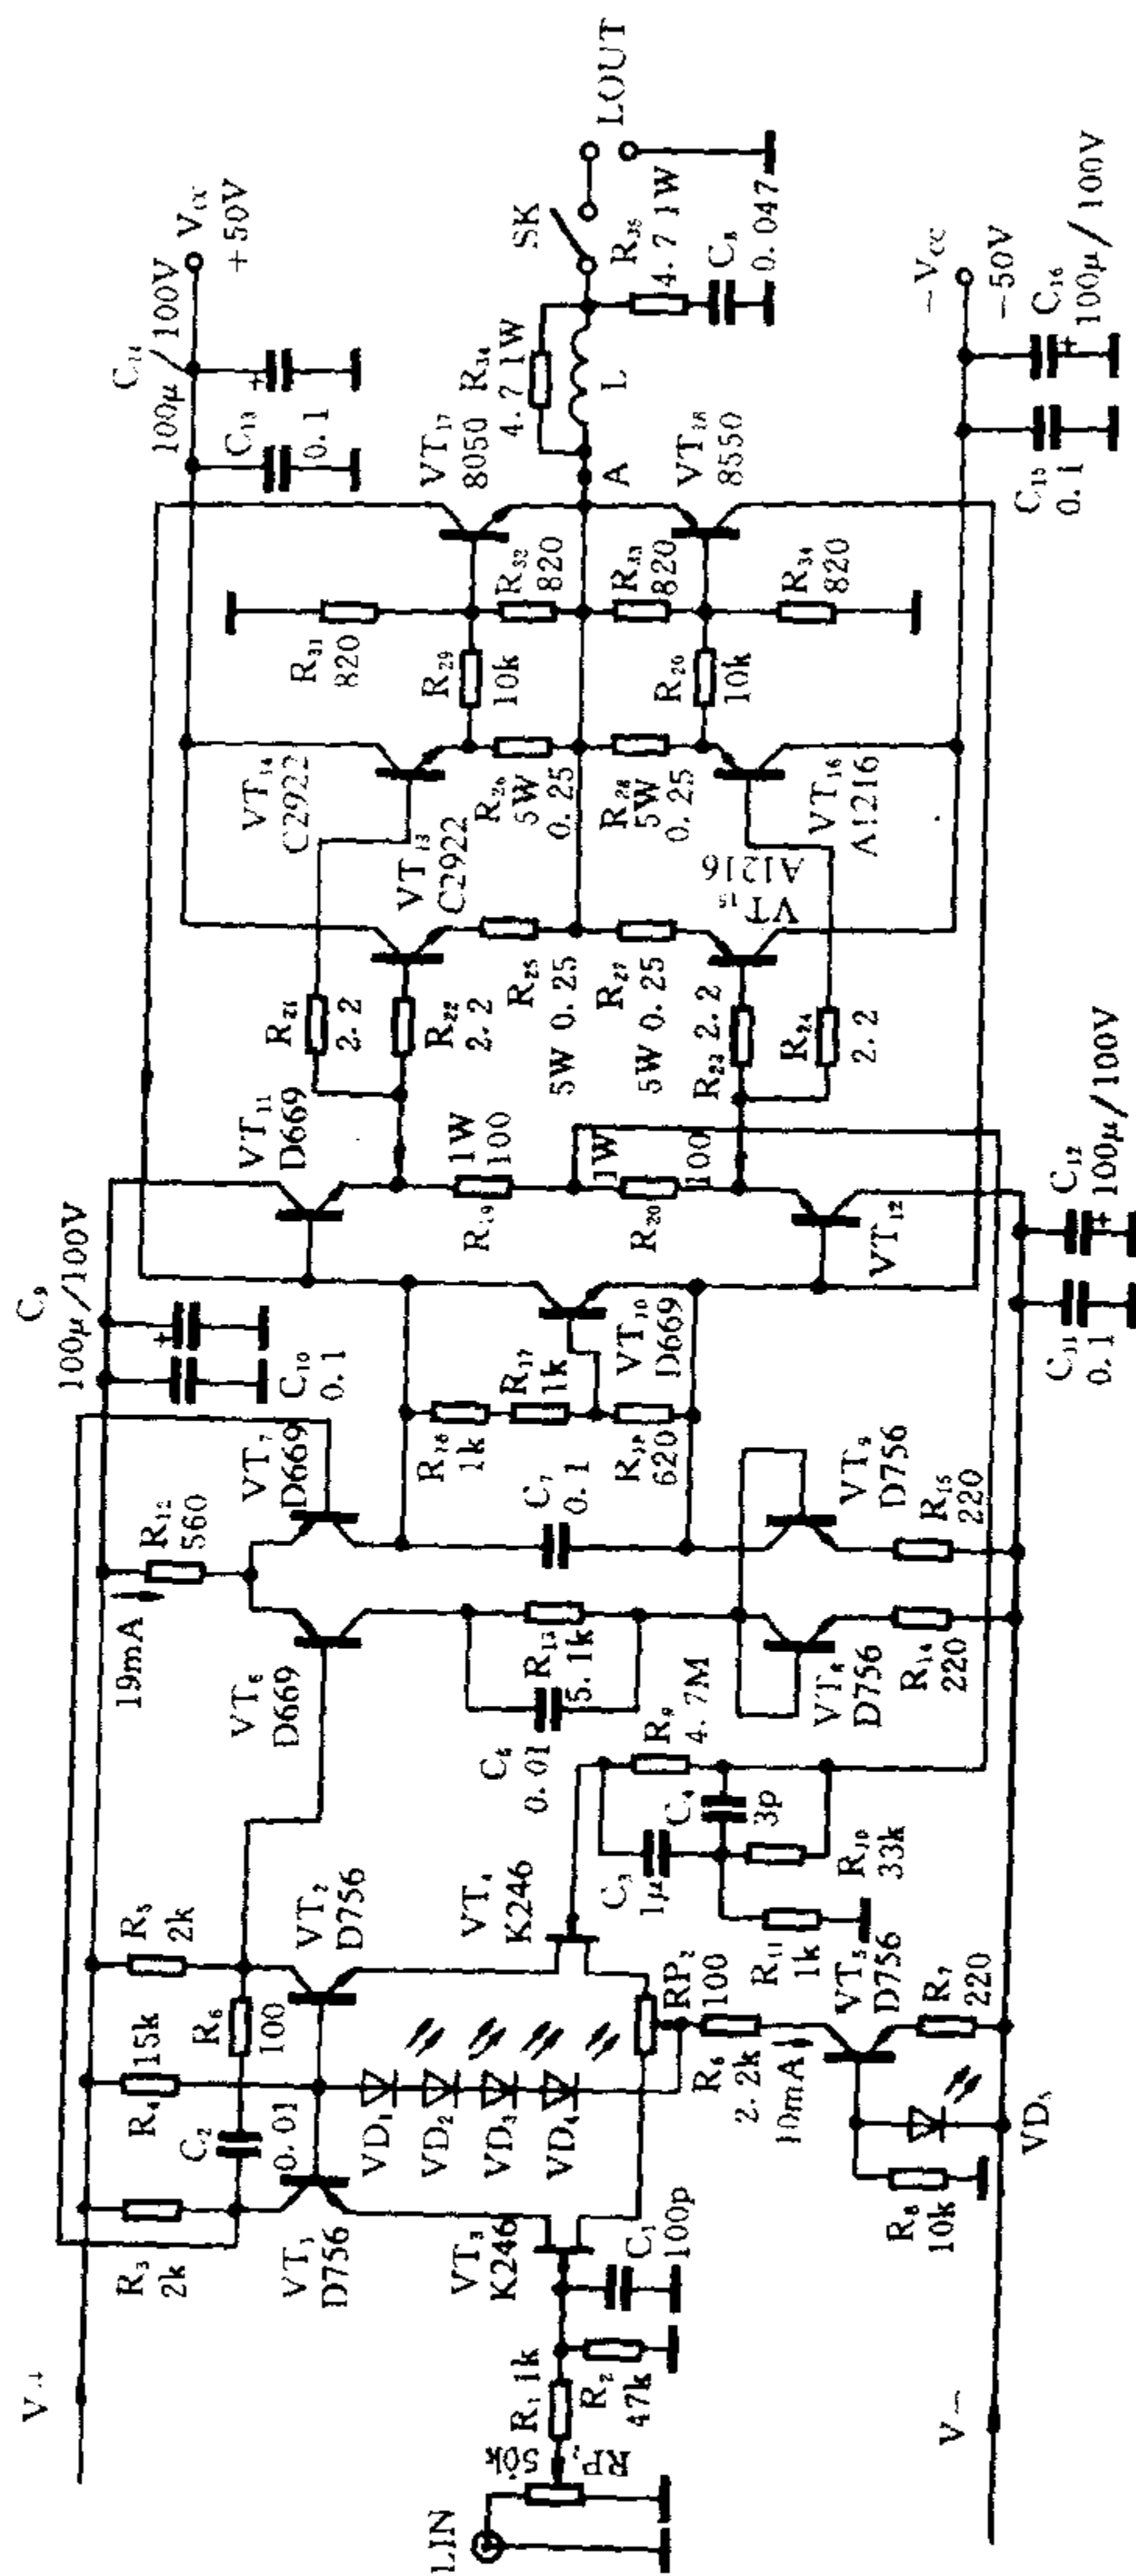 LIN
RP₁
50k
R₁ 1k
R₂
47k
C₁
100p
V+
V−
R₃
2k
VT₁
D756
VT₃
K246
C₂
0.01
R₄ 15k
R₆
100
R₅
2k
VT₂
D756
VD₁
VD₂
VD₃
VD₄
VT₄
K246
RP₂
100
R₆
2.2k
10mA
R₈
10k
VD₅
VT₅
D756
R₇
220
R₁₁
1k
C₃
1μ
C₄
3p
R₁₀
33k
R₉
4.7M
19mA
R₁₂
560
VT₆
D669
VT₇
D669
0.01
R₁₃
5.1k
VT₈
D756
R₁₄
220
VT₉
D756
R₁₅
220
C₇
0.1
C₉
100μ/100V
C₁₀
0.1
R₁₆
1k
R₁₇
1k
620
VT₁₀
D669
VT₁₁
D669
VT₁₂
R₁₉
1W
100
R₂₀
1W
100
C₁₁
0.1
C₁₂
100μ/100V
R₂₁
2.2
R₂₂
2.2
R₂₃ 2.2
R₂₄
2.2
VT₁₃
C2922
VT₁₄
C2922
R₂₅
5W 0.25
R₂₇
5W 0.25
R₂₆
5W
0.25
R₂₈
5W
0.25
VT₁₅
A1216
VT₁₆
A1216
R₂₉
10k
10k
R₃₁
820
R₃₂
820
R₃₃
820
R₃₄
820
VT₁₇
8050
VT₁₈
8550
A
L
R₃₄
4.7 1W
R₃₅
4.7 1W
C₈
0.047
SK
LOUT
C₁₃
0.1
C₁₄
100μ/100V
Vcc
+50V
C₁₅
0.1
C₁₆
100μ/100V
−Vcc
−50V